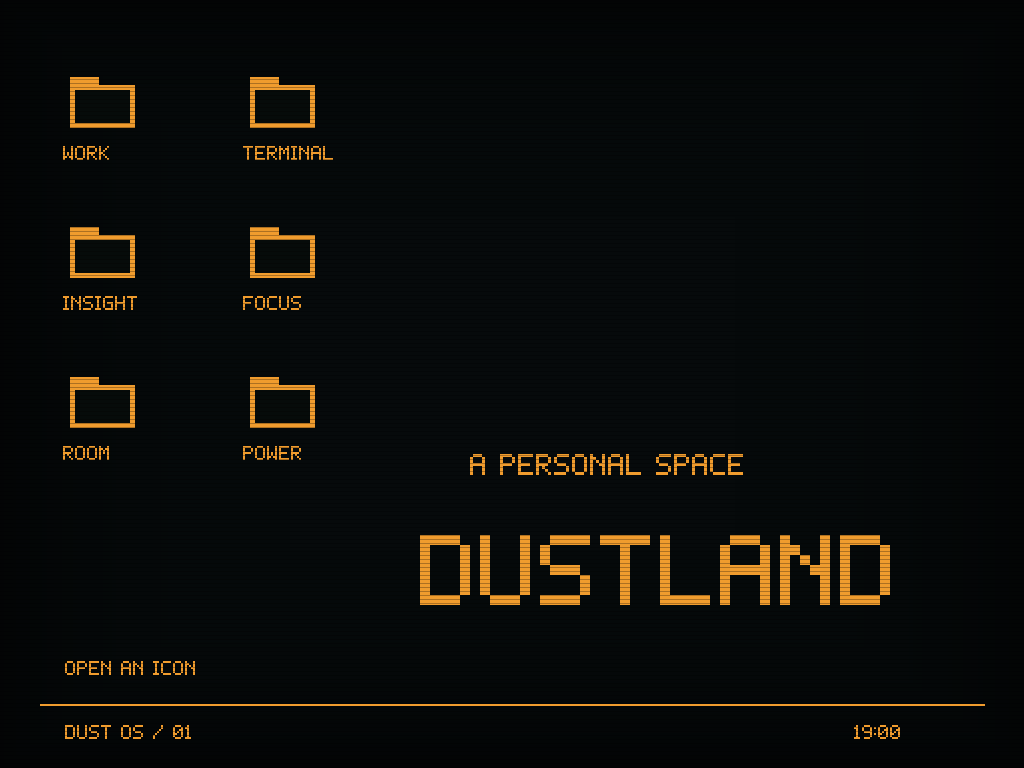 WORK
TERMINAL
INSIGHT
FOCUS
ROOM
POWER
A PERSONAL SPACE
DUSTLAND
OPEN AN ICON
DUST OS / 01
19:00